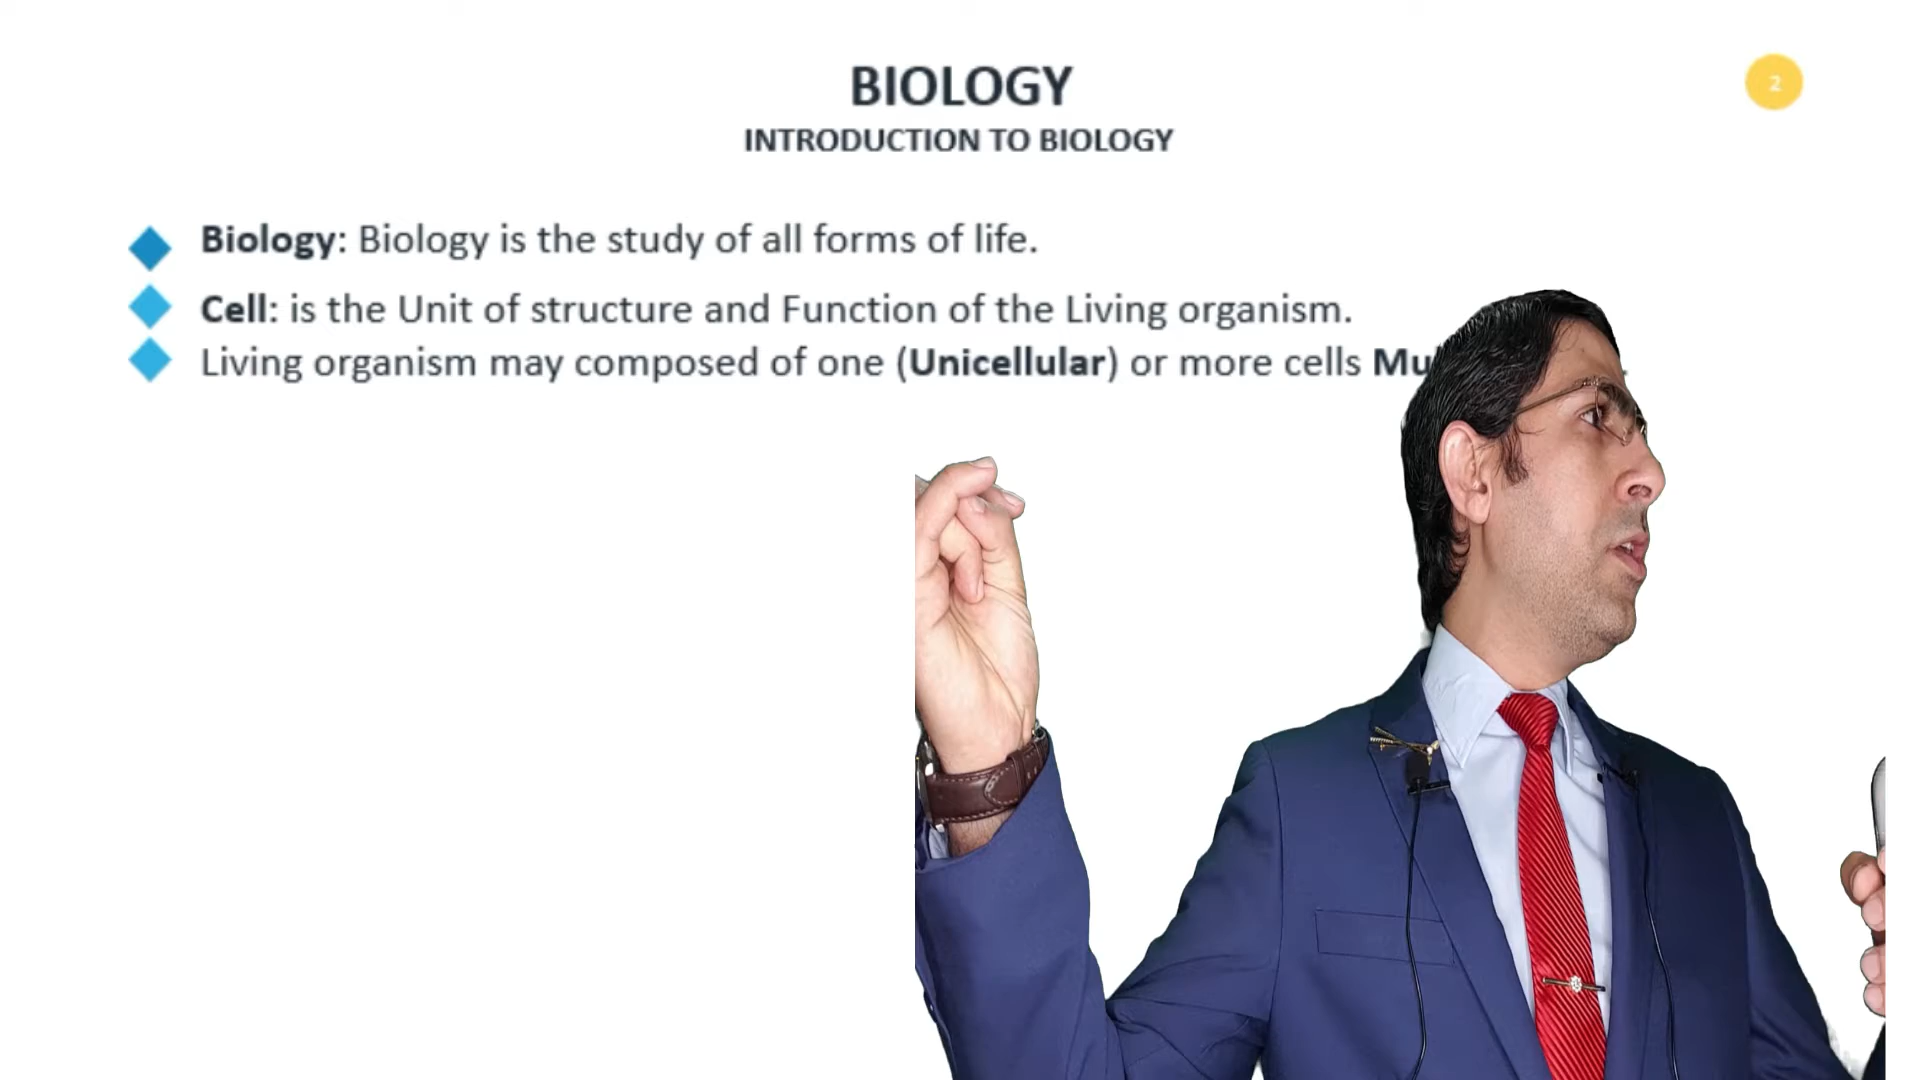 BIOLOGY
2
INTRODUCTION TO BIOLOGY
Biology: Biology is the study of all forms of life.
Cell: is the Unit of structure and Function of the Living organism.
Living organism may composed of one (Unicellular) or more cells